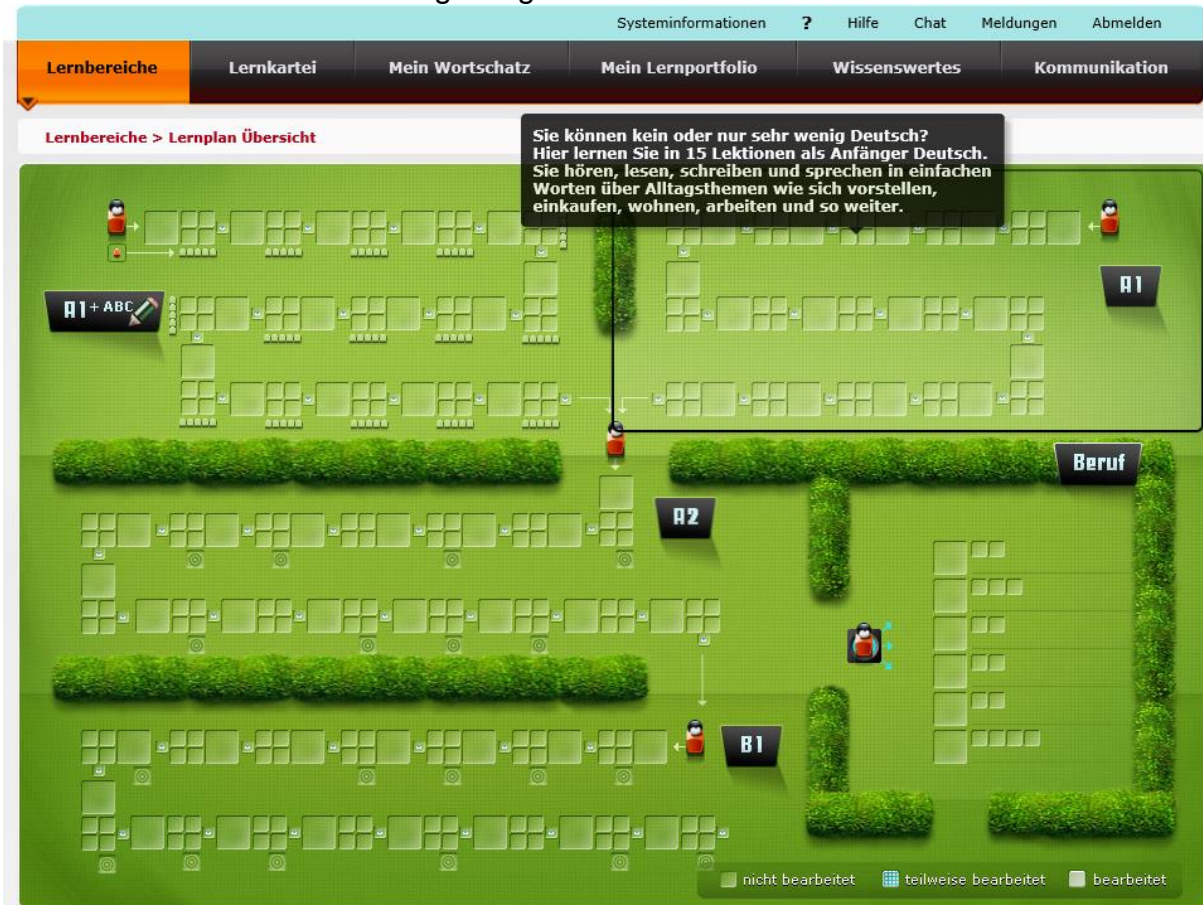 Systeminformationen ? Hilfe Chat Meldungen Abmelden
Lernbereiche Lernkartei Mein Wortschatz Mein Lernportfolio Wissenswertes Kommunikation
Lernbereiche > Lernplan Übersicht
Sie können kein oder nur sehr wenig Deutsch?
Hier lernen Sie in 15 Lektionen als Anfänger Deutsch.
Sie hören, lesen, schreiben und sprechen in einfachen
Worten über Alltagsthemen wie sich vorstellen,
einkaufen, wohnen, arbeiten und so weiter.
A1+ ABC
A1
Beruf
A2
B1
nicht bearbeitet teilweise bearbeitet bearbeitet